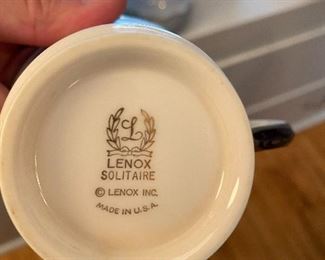 L
LENOX
SOLITAIRE
© LENOX INC.
MADE IN U.S.A.